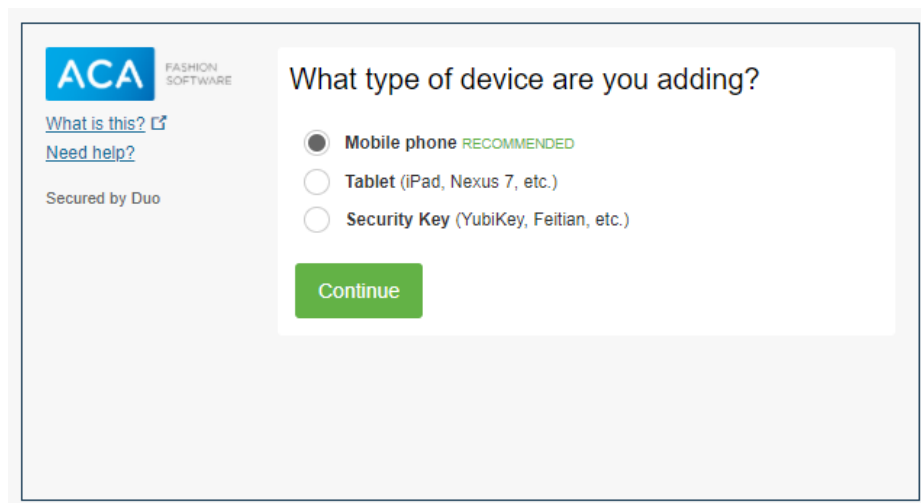 ACA FASHION SOFTWARE
What is this?
Need help?
Secured by Duo
What type of device are you adding?
Mobile phone RECOMMENDED
Tablet (iPad, Nexus 7, etc.)
Security Key (YubiKey, Feitian, etc.)
Continue